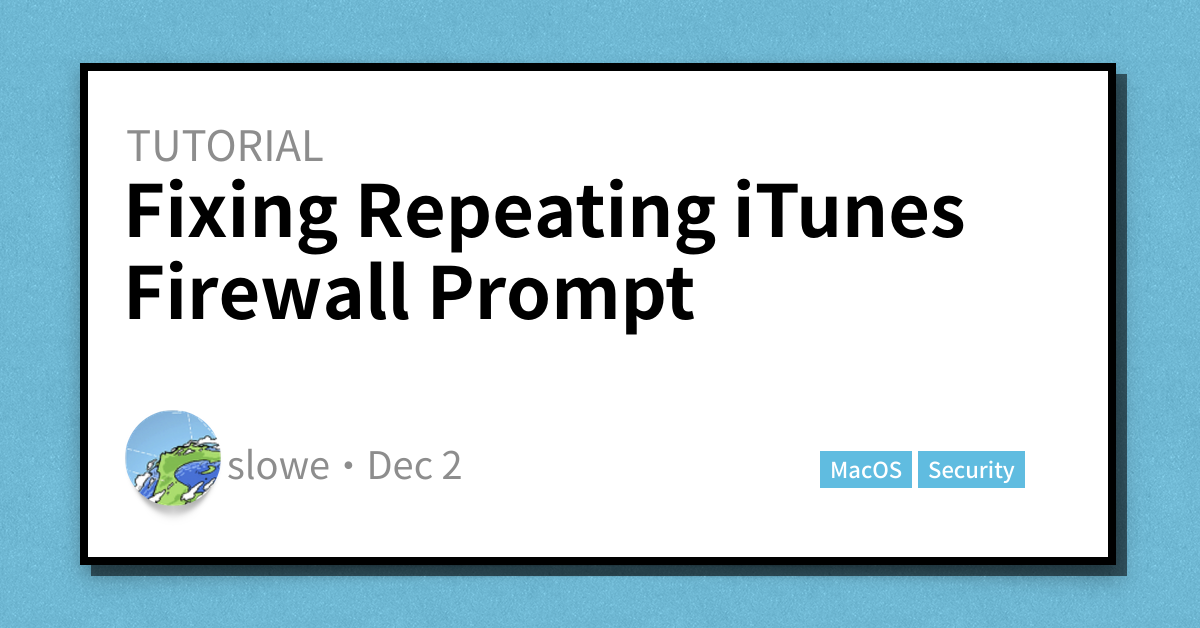 TUTORIAL
Fixing Repeating iTunes
Firewall Prompt
slowe • Dec 2
MacOS Security